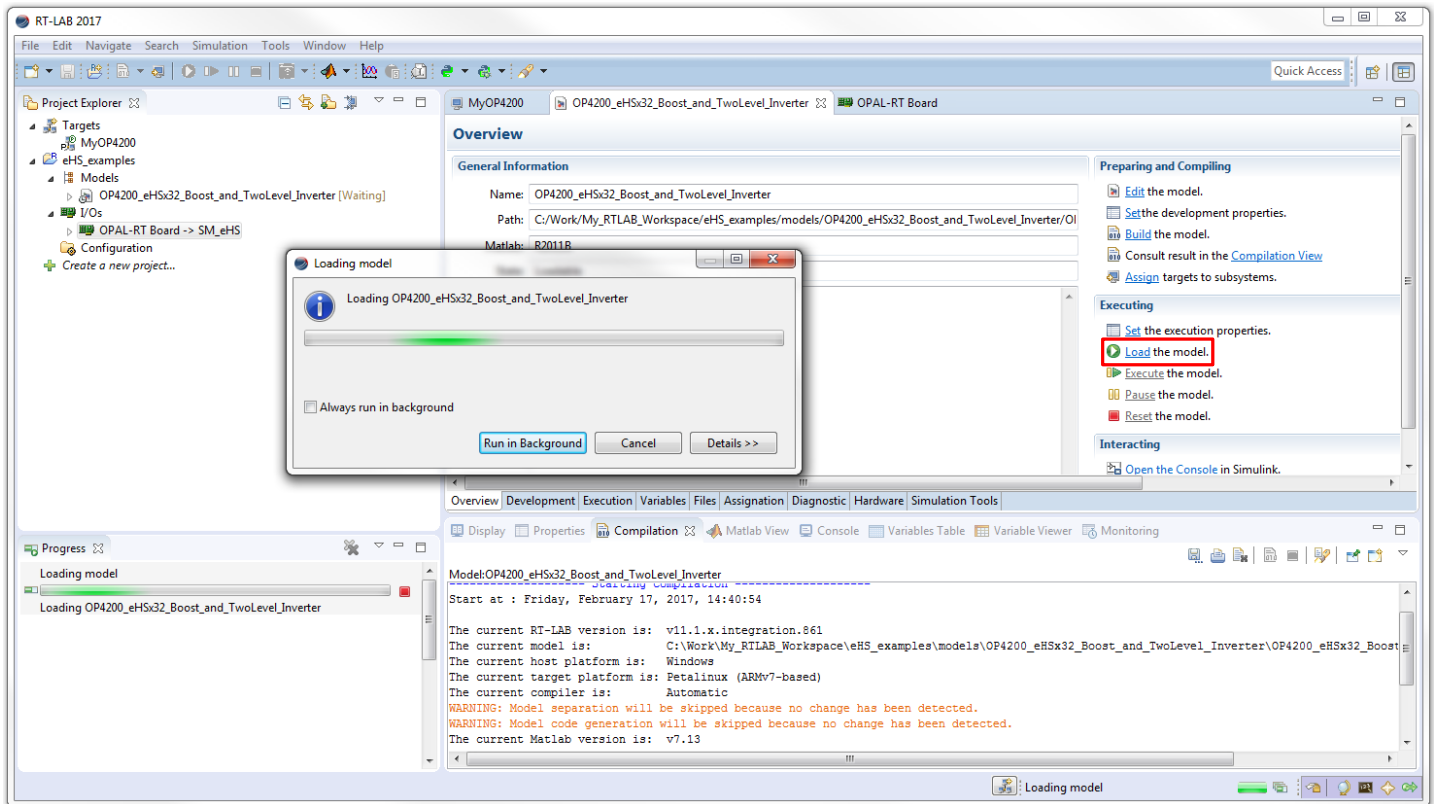 RT-LAB 2017
File Edit Navigate Search Simulation Tools Window Help
Quick Access
Project Explorer
Targets
MyOP4200
eHS_examples
Models
OP4200_eHSx32_Boost_and_TwoLevel_Inverter [Waiting]
I/Os
OPAL-RT Board -> SM_eHS
Configuration
Create a new project...
MyOP4200 OP4200_eHSx32_Boost_and_TwoLevel_Inverter OPAL-RT Board
Overview
General Information
Name: OP4200_eHSx32_Boost_and_TwoLevel_Inverter
Path: C:/Work/My_RTLAB_Workspace/eHS_examples/models/OP4200_eHSx32_Boost_and_TwoLevel_Inverter/OI
Matlab: R2011B
Preparing and Compiling
Edit the model.
Setthe development properties.
Build the model.
Consult result in the Compilation View
Assign targets to subsystems.
Executing
Set the execution properties.
Load the model.
Execute the model.
Pause the model.
Reset the model.
Interacting
Open the Console in Simulink.
Loading model
Loading OP4200_eHSx32_Boost_and_TwoLevel_Inverter
Always run in background
Run in Background Cancel Details >>
Overview Development Execution Variables Files Assignation Diagnostic Hardware Simulation Tools
Progress
Loading model
Loading OP4200_eHSx32_Boost_and_TwoLevel_Inverter
Display Properties Compilation Matlab View Console Variables Table Variable Viewer Monitoring
Model:OP4200_eHSx32_Boost_and_TwoLevel_Inverter
-------------------- Starting compilation --------------------
Start at : Friday, February 17, 2017, 14:40:54
The current RT-LAB version is: v11.1.x.integration.861
The current model is: C:\Work\My_RTLAB_Workspace\eHS_examples\models\OP4200_eHSx32_Boost_and_TwoLevel_Inverter\OP4200_eHSx32_Boost
The current host platform is: Windows
The current target platform is: Petalinux (ARMv7-based)
The current compiler is: Automatic
WARNING: Model separation will be skipped because no change has been detected.
WARNING: Model code generation will be skipped because no change has been detected.
The current Matlab version is: v7.13
Loading model